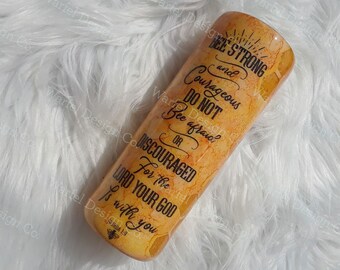 BEE STRONG
and
Courageous
DO NOT
Bee afraid
OR
DISCOURAGED
For the
LORD YOUR GOD
Is with you